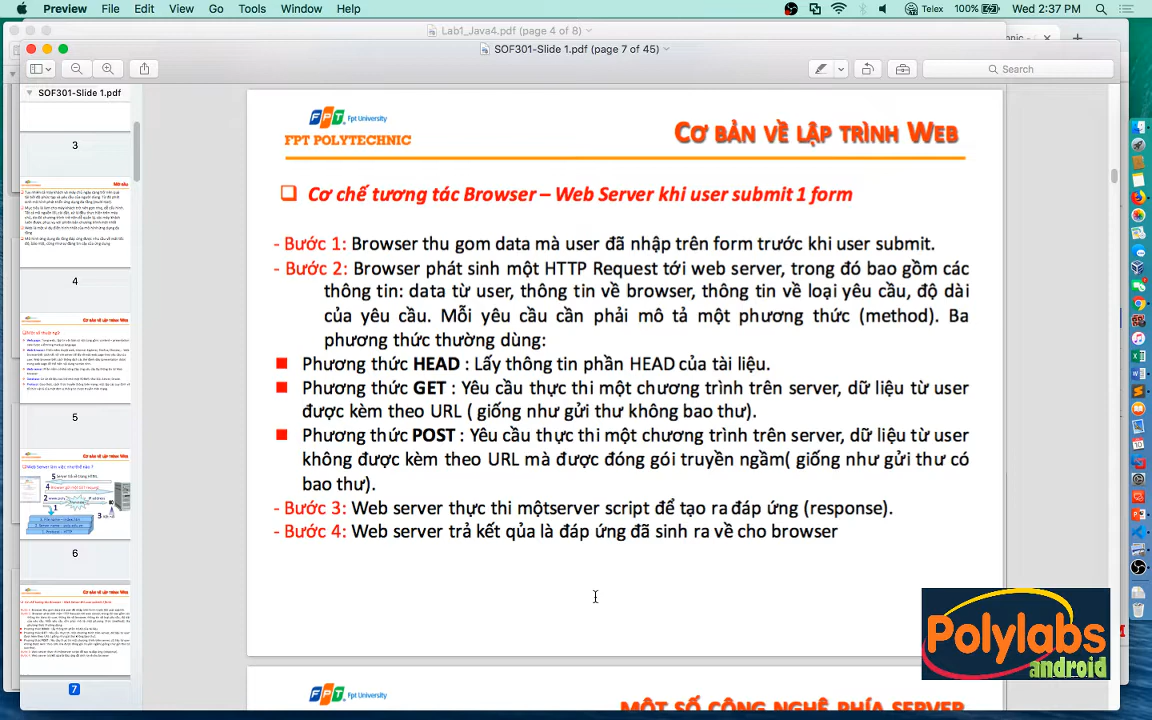 Preview File Edit View Go Tools Window Help Telex 100% Wed 2:37 PM
Lab1_Java4.pdf (page 4 of 8)
SOF301-Slide 1.pdf (page 7 of 45)
Search
SOF301-Slide 1.pdf
3
4
5
6
7
FPT Fpt University
FPT POLYTECHNIC
CƠ BẢN VỀ LẬP TRÌNH WEB
Cơ chế tương tác Browser – Web Server khi user submit 1 form
- Bước 1: Browser thu gom data mà user đã nhập trên form trước khi user submit.
- Bước 2: Browser phát sinh một HTTP Request tới web server, trong đó bao gồm các
thông tin: data từ user, thông tin về browser, thông tin về loại yêu cầu, độ dài
của yêu cầu. Mỗi yêu cầu cần phải mô tả một phương thức (method). Ba
phương thức thường dùng:
Phương thức HEAD : Lấy thông tin phần HEAD của tài liệu.
Phương thức GET : Yêu cầu thực thi một chương trình trên server, dữ liệu từ user
được kèm theo URL ( giống như gửi thư không bao thư).
Phương thức POST : Yêu cầu thực thi một chương trình trên server, dữ liệu từ user
không được kèm theo URL mà được đóng gói truyềnngầm( giống như gửi thư có
bao thư).
- Bước 3: Web server thực thi mộtserver script để tạo ra đáp ứng (response).
- Bước 4: Web server trả kết qủa là đáp ứng đã sinh ra về cho browser
Polylabs
android
FPT Fpt University
MỘT SỐ CÔNG NGHỆ PHÍA SERVER